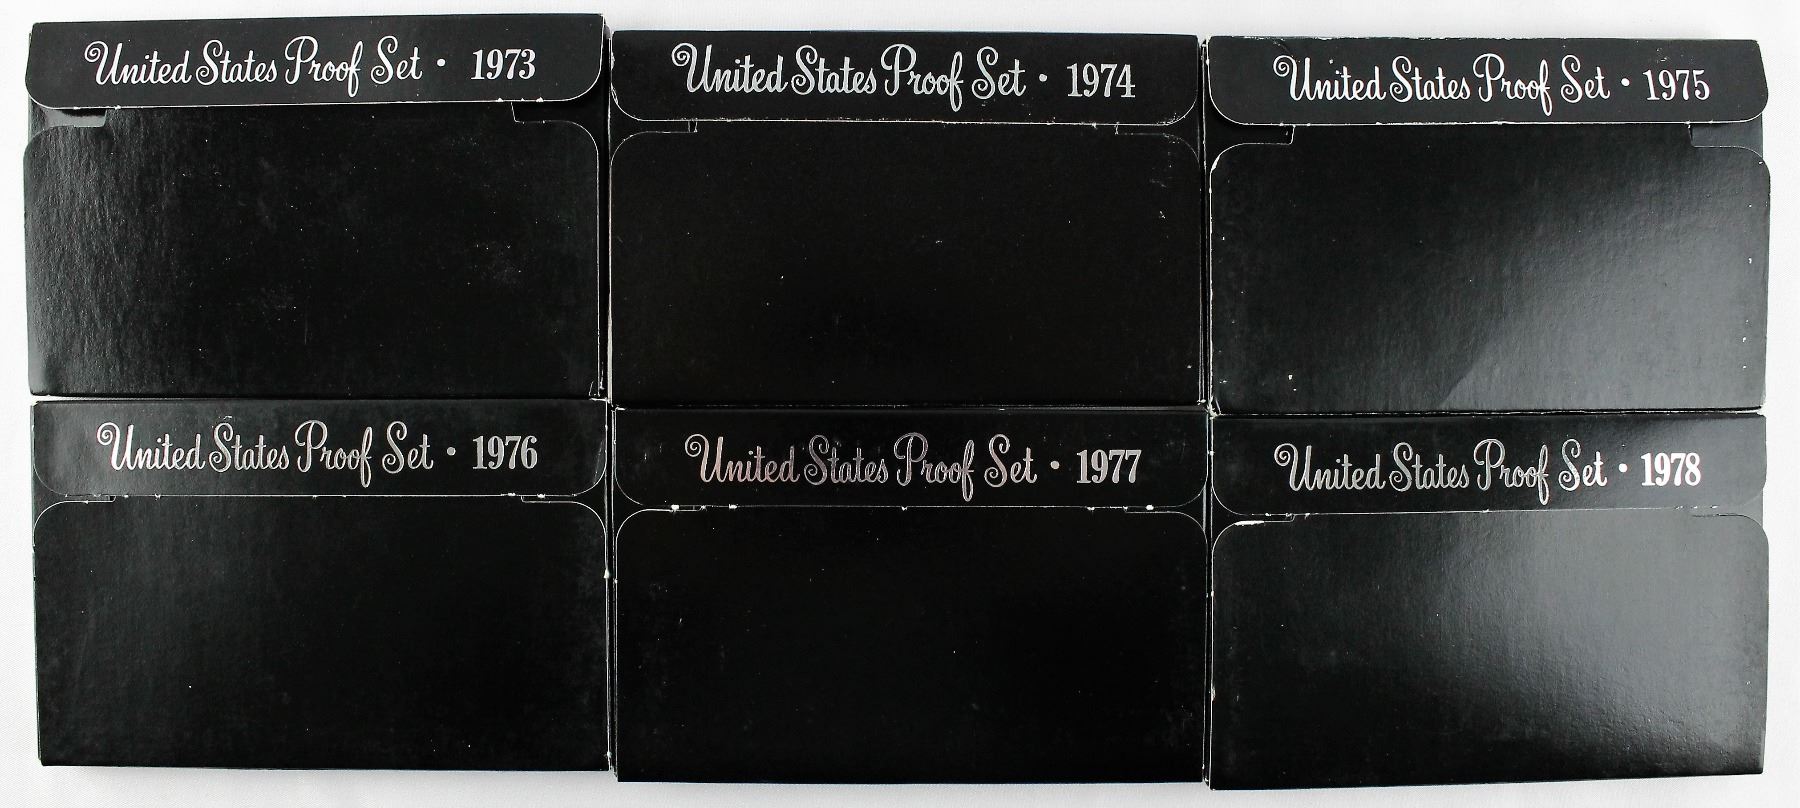 United States Proof Set • 1973
United States Proof Set • 1974
United States Proof Set • 1975
United States Proof Set • 1976
United States Proof Set • 1977
United States Proof Set • 1978